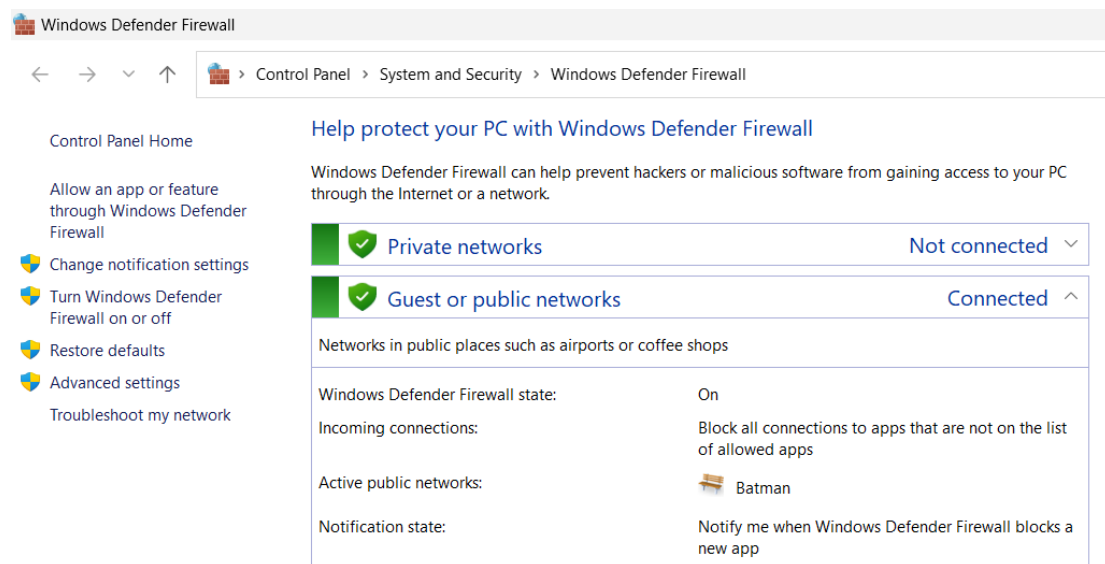 Windows Defender Firewall
Control Panel > System and Security > Windows Defender Firewall
Control Panel Home
Allow an app or feature
through Windows Defender
Firewall
Change notification settings
Turn Windows Defender
Firewall on or off
Restore defaults
Advanced settings
Troubleshoot my network
Help protect your PC with Windows Defender Firewall
Windows Defender Firewall can help prevent hackers or malicious software from gaining access to your PC
through the Internet or a network.
Private networks Not connected
Guest or public networks Connected
Networks in public places such as airports or coffee shops
Windows Defender Firewall state: On
Incoming connections: Block all connections to apps that are not on the list
of allowed apps
Active public networks: Batman
Notification state: Notify me when Windows Defender Firewall blocks a
new app